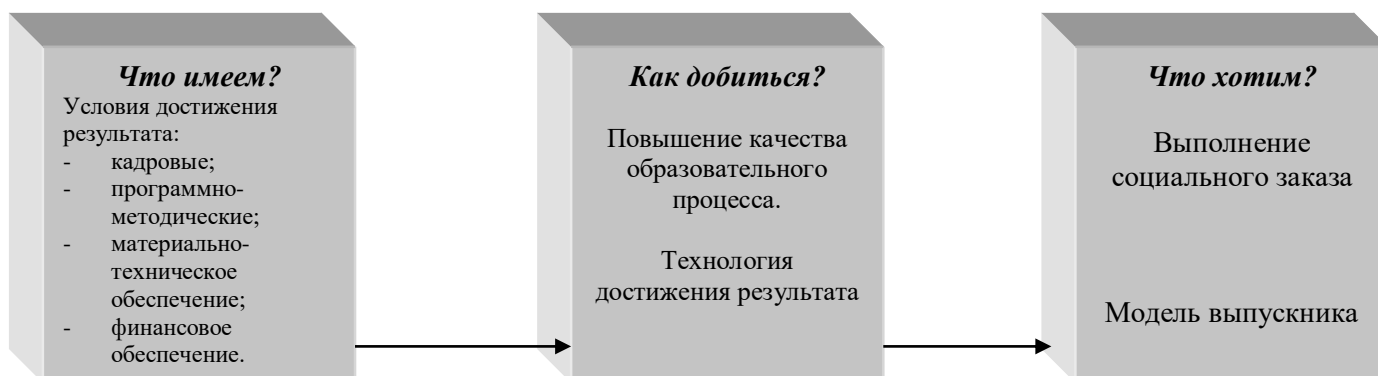 Что имеем?
Условия достижения
результата:
- кадровые;
- программно-
методические;
- материально-
техническое
обеспечение;
- финансовое
обеспечение.
Как добиться?
Повышение качества
образовательного
процесса.
Технология
достижения результата
Что хотим?
Выполнение
социального заказа
Модель выпускника